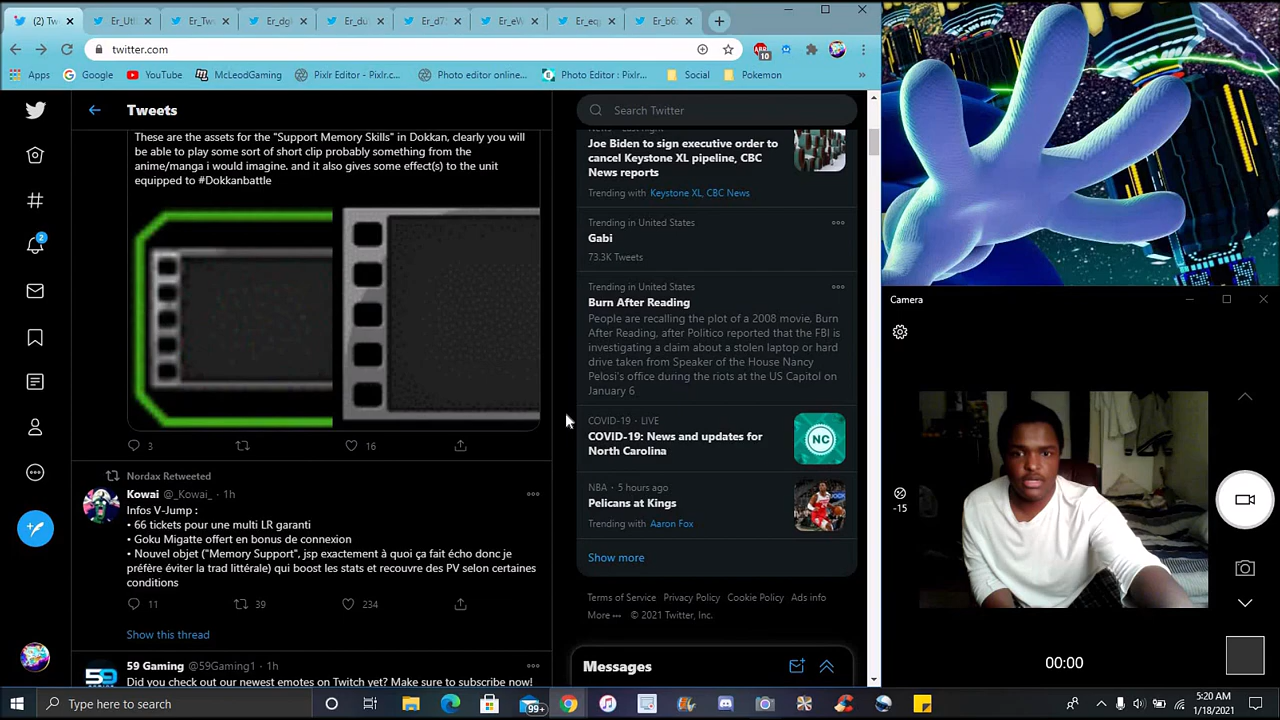 (2) Tw
Er_Uth
Er_Tw
Er_dg
Er_du
Er_d7
Er_eW
Er_eq
Er_b6
twitter.com
10
Apps
Google
YouTube
McLeodGaming
Pixlr Editor - Pixlr.c...
Photo editor online...
Photo Editor : Pixlr...
Social
Pokemon
»
Tweets
Search Twitter
These are the assets for the "Support Memory Skills" in Dokkan, clearly you will
be able to play some sort of short clip probably something from the
anime/manga i would imagine. and it also gives some effect(s) to the unit
equipped to #Dokkanbattle
3
16
Nordax Retweeted
Kowai @_Kowai_ · 1h
Infos V-Jump :
• 66 tickets pour une multi LR garanti
• Goku Migatte offert en bonus de connexion
• Nouvel objet ("Memory Support", jsp exactement à quoi ça fait écho donc je
préfère éviter la trad littérale) qui boost les stats et recouvre des PV selon certaines
conditions
11
39
234
Show this thread
59 Gaming @59Gaming1 · 1h
Did you check out our newest emotes on Twitch yet? Make sure to subscribe now!
2
Joe Biden to sign executive order to
cancel Keystone XL pipeline, CBC
News reports
Trending with Keystone XL, CBC News
Trending in United States
Gabi
73.3K Tweets
Trending in United States
Burn After Reading
People are recalling the plot of a 2008 movie, Burn
After Reading, after Politico reported that the FBI is
investigating a claim about a stolen laptop or hard
drive taken from Speaker of the House Nancy
Pelosi's office during the riots at the US Capitol on
January 6
COVID-19 · LIVE
COVID-19: News and updates for
North Carolina
NC
NBA · 5 hours ago
Pelicans at Kings
Trending with Aaron Fox
Show more
Terms of Service Privacy Policy Cookie Policy Ads info
More ••• © 2021 Twitter, Inc.
Messages
Camera
-15
00:00
Type here to search
99+
5:20 AM
1/18/2021